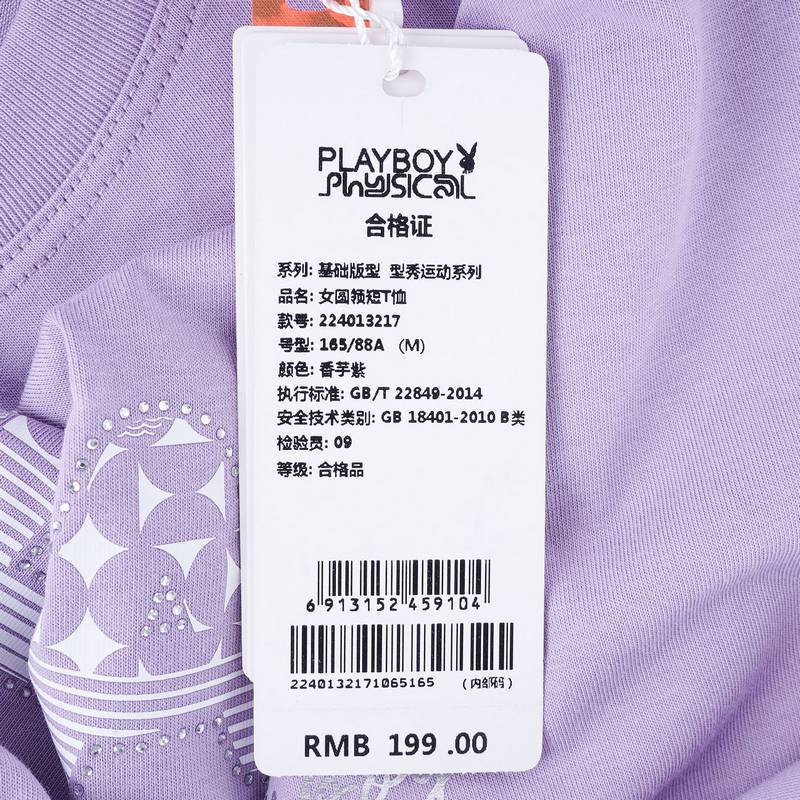 PLAYBOY
PhySICAL
合格证
系列: 基础版型 型秀运动系列
品名: 女圆领短T恤
款号: 224013217
号型: 165/88A （M）
颜色: 香芋紫
执行标准: GB/T 22849-2014
安全技术类别: GB 18401-2010 B类
检验员: 09
等级: 合格品
6 913152 459104
2240132171065165 （内部码）
RMB 199 .00